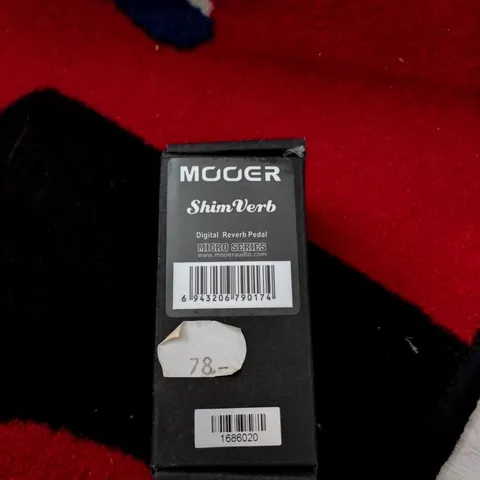 MOOER
ShimVerb
Digital Reverb Pedal
MICRO SERIES
www.mooeraudio.com
6 943206 790174
78.-
1686020